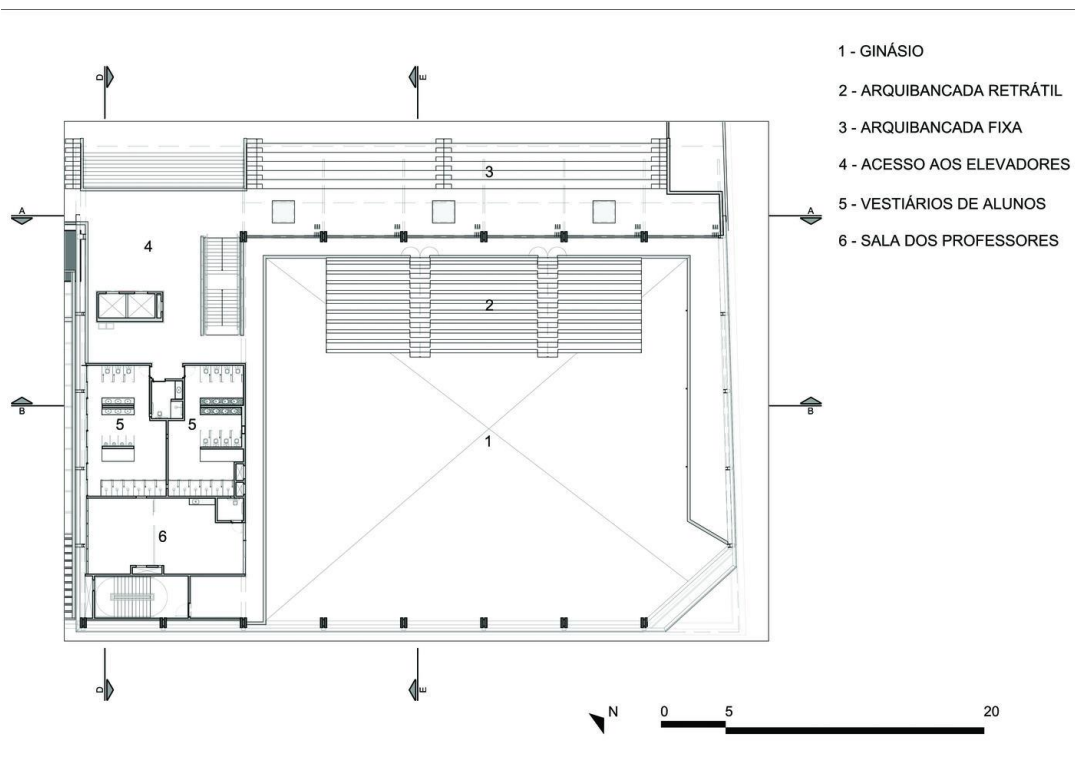 1 - GINÁSIO
2 - ARQUIBANCADA RETRÁTIL
3 - ARQUIBANCADA FIXA
4 - ACESSO AOS ELEVADORES
5 - VESTIÁRIOS DE ALUNOS
6 - SALA DOS PROFESSORES
D E
3
A A
4
2
B B
5 5
1
6
D E
N 0 5 20